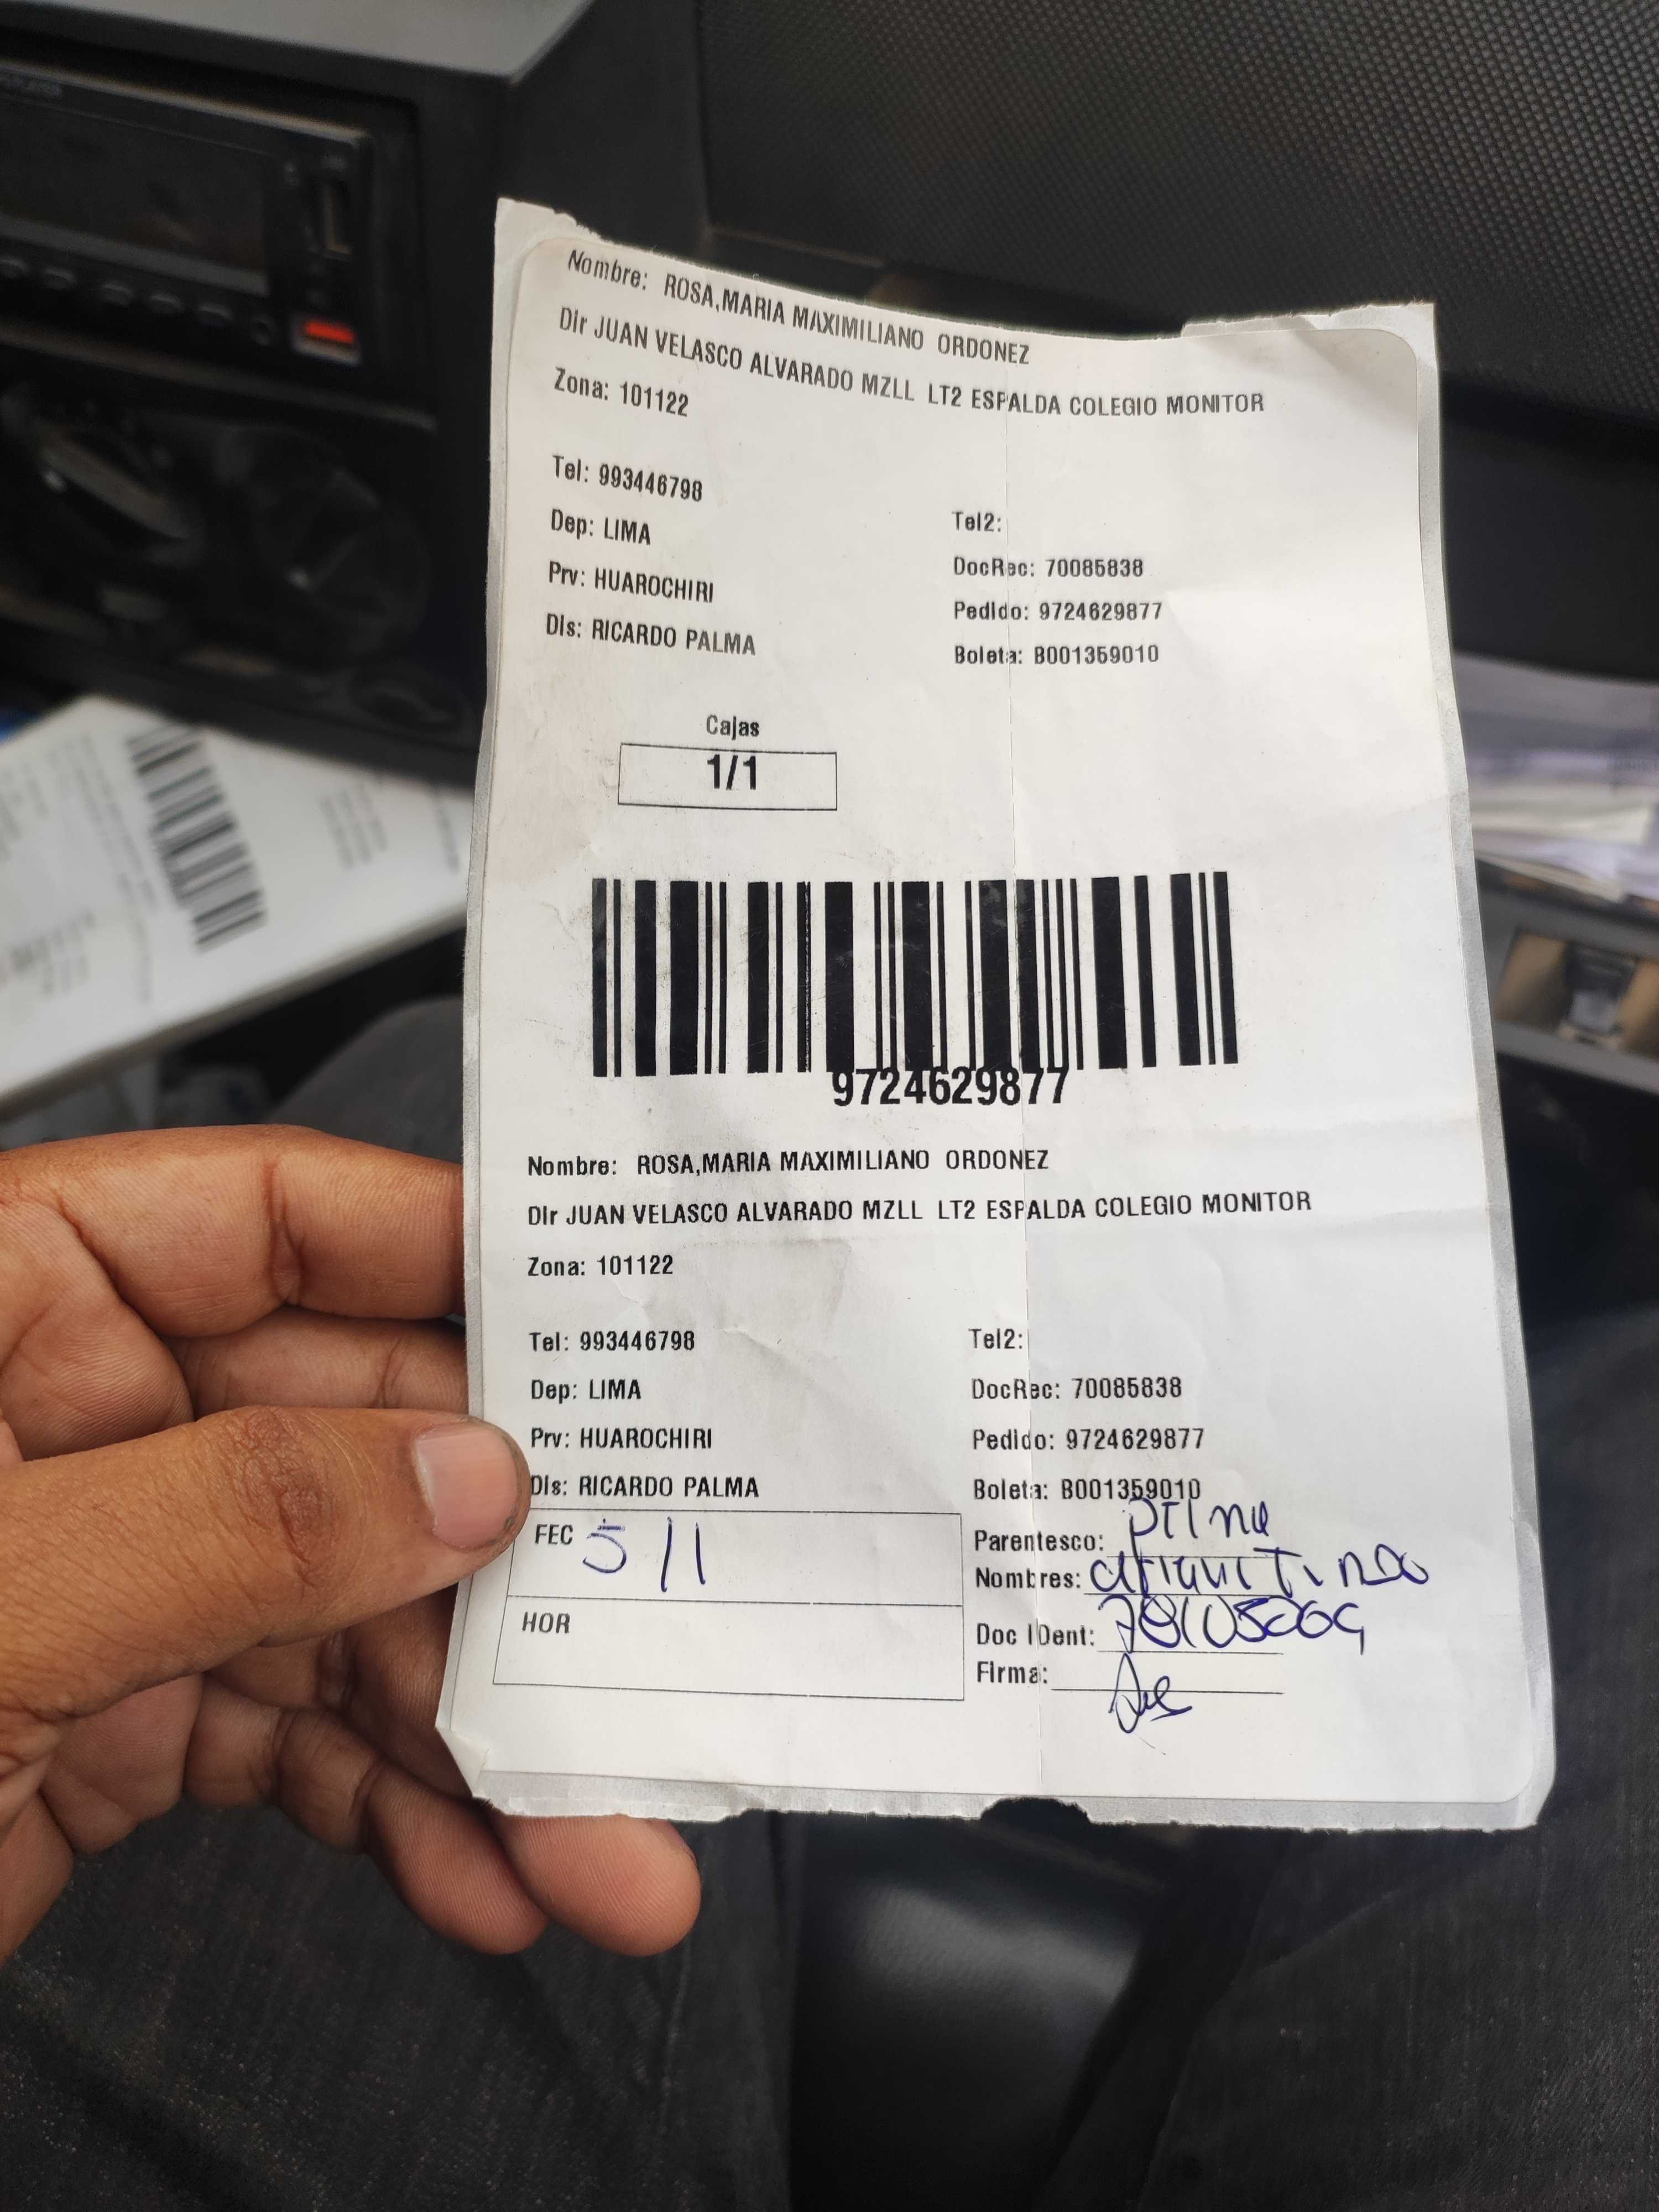 Nombre: ROSA,MARIA MAXIMILIANO ORDONEZ
Dir JUAN VELASCO ALVARADO MZLL LT2 ESPALDA COLEGIO MONITOR
Zona: 101122
Tel: 993446798
Tel2:
Dep: LIMA
DocRec: 70085838
Prv: HUAROCHIRI
Pedido: 9724629877
Dis: RICARDO PALMA
Boleta: B001359010
Cajas
1/1
9724629877
Nombre: ROSA,MARIA MAXIMILIANO ORDONEZ
Dir JUAN VELASCO ALVARADO MZLL LT2 ESPALDA COLEGIO MONITOR
Zona: 101122
Tel: 993446798
Tel2:
Dep: LIMA
DocRec: 70085838
Prv: HUAROCHIRI
Pedido: 9724629877
Dis: RICARDO PALMA
Boleta: B001359010
FEC 5/1
Parentesco:
Nombres:
HOR
Doc IDent:
Firma: